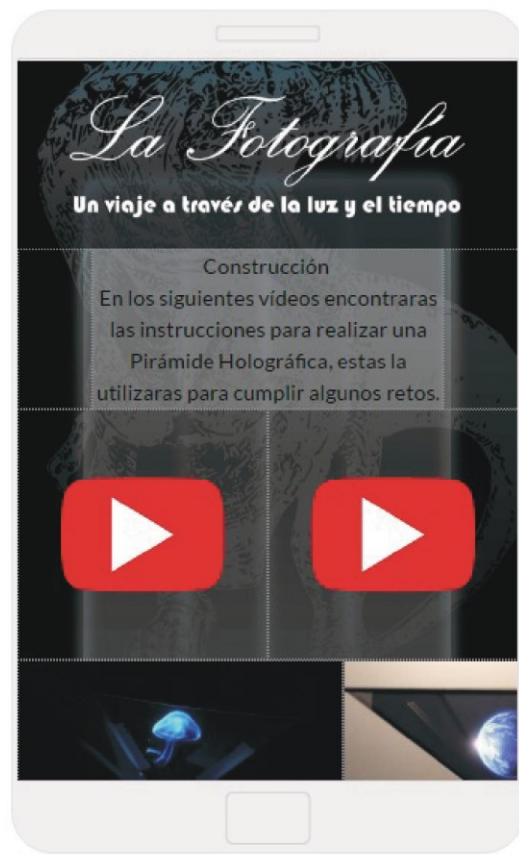 La Fotografía
Un viaje a través de la luz y el tiempo
Construcción
En los siguientes vídeos encontraras
las instrucciones para realizar una
Pirámide Holográfica, estas la
utilizaras para cumplir algunos retos.